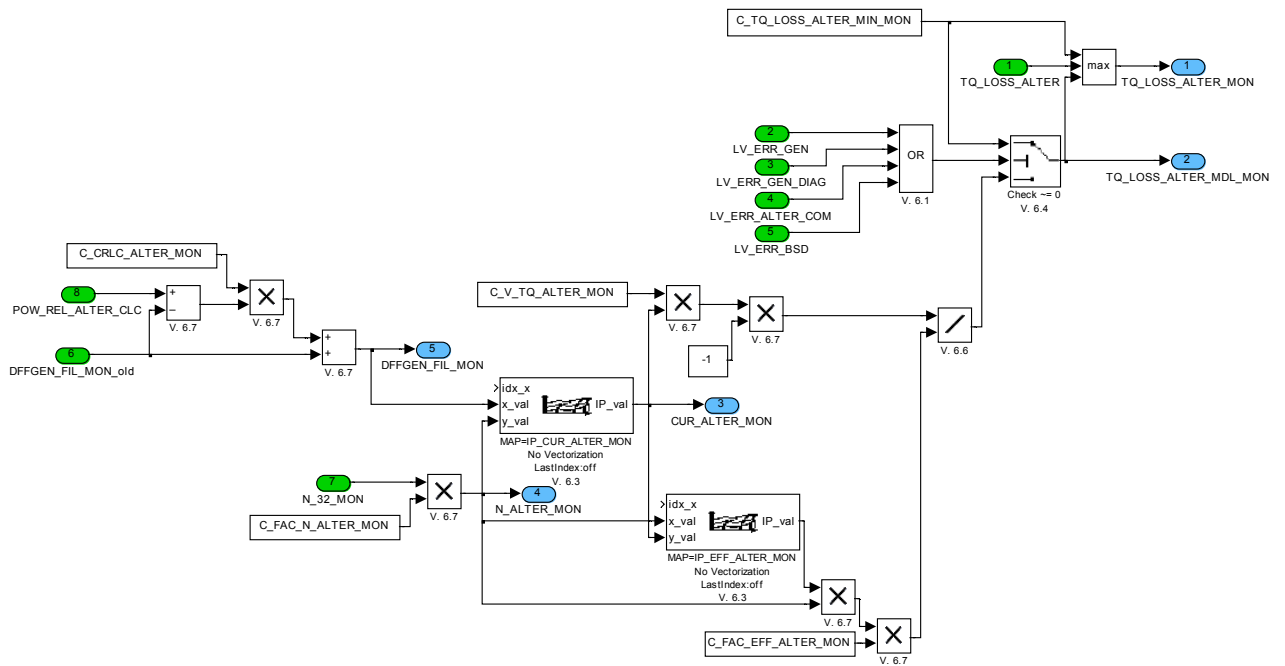 C_TQ_LOSS_ALTER_MIN_MON
max
1
TQ_LOSS_ALTER
1
TQ_LOSS_ALTER_MON
2
LV_ERR_GEN
3
LV_ERR_GEN_DIAG
4
LV_ERR_ALTER_COM
5
LV_ERR_BSD
OR
V. 6.1
Check ~= 0
V. 6.4
2
TQ_LOSS_ALTER_MDL_MON
C_CRLC_ALTER_MON
8
POW_REL_ALTER_CLC
+
−
V. 6.7
V. 6.7
6
DFFGEN_FIL_MON_old
+
+
V. 6.7
5
DFFGEN_FIL_MON
C_V_TQ_ALTER_MON
V. 6.7
-1
V. 6.7
V. 6.6
idx_x
x_val
y_val
IP_val
MAP=IP_CUR_ALTER_MON
No Vectorization
LastIndex:off
V. 6.3
3
CUR_ALTER_MON
7
N_32_MON
C_FAC_N_ALTER_MON
V. 6.7
4
N_ALTER_MON
idx_x
x_val
y_val
IP_val
MAP=IP_EFF_ALTER_MON
No Vectorization
LastIndex:off
V. 6.3
V. 6.7
C_FAC_EFF_ALTER_MON
V. 6.7